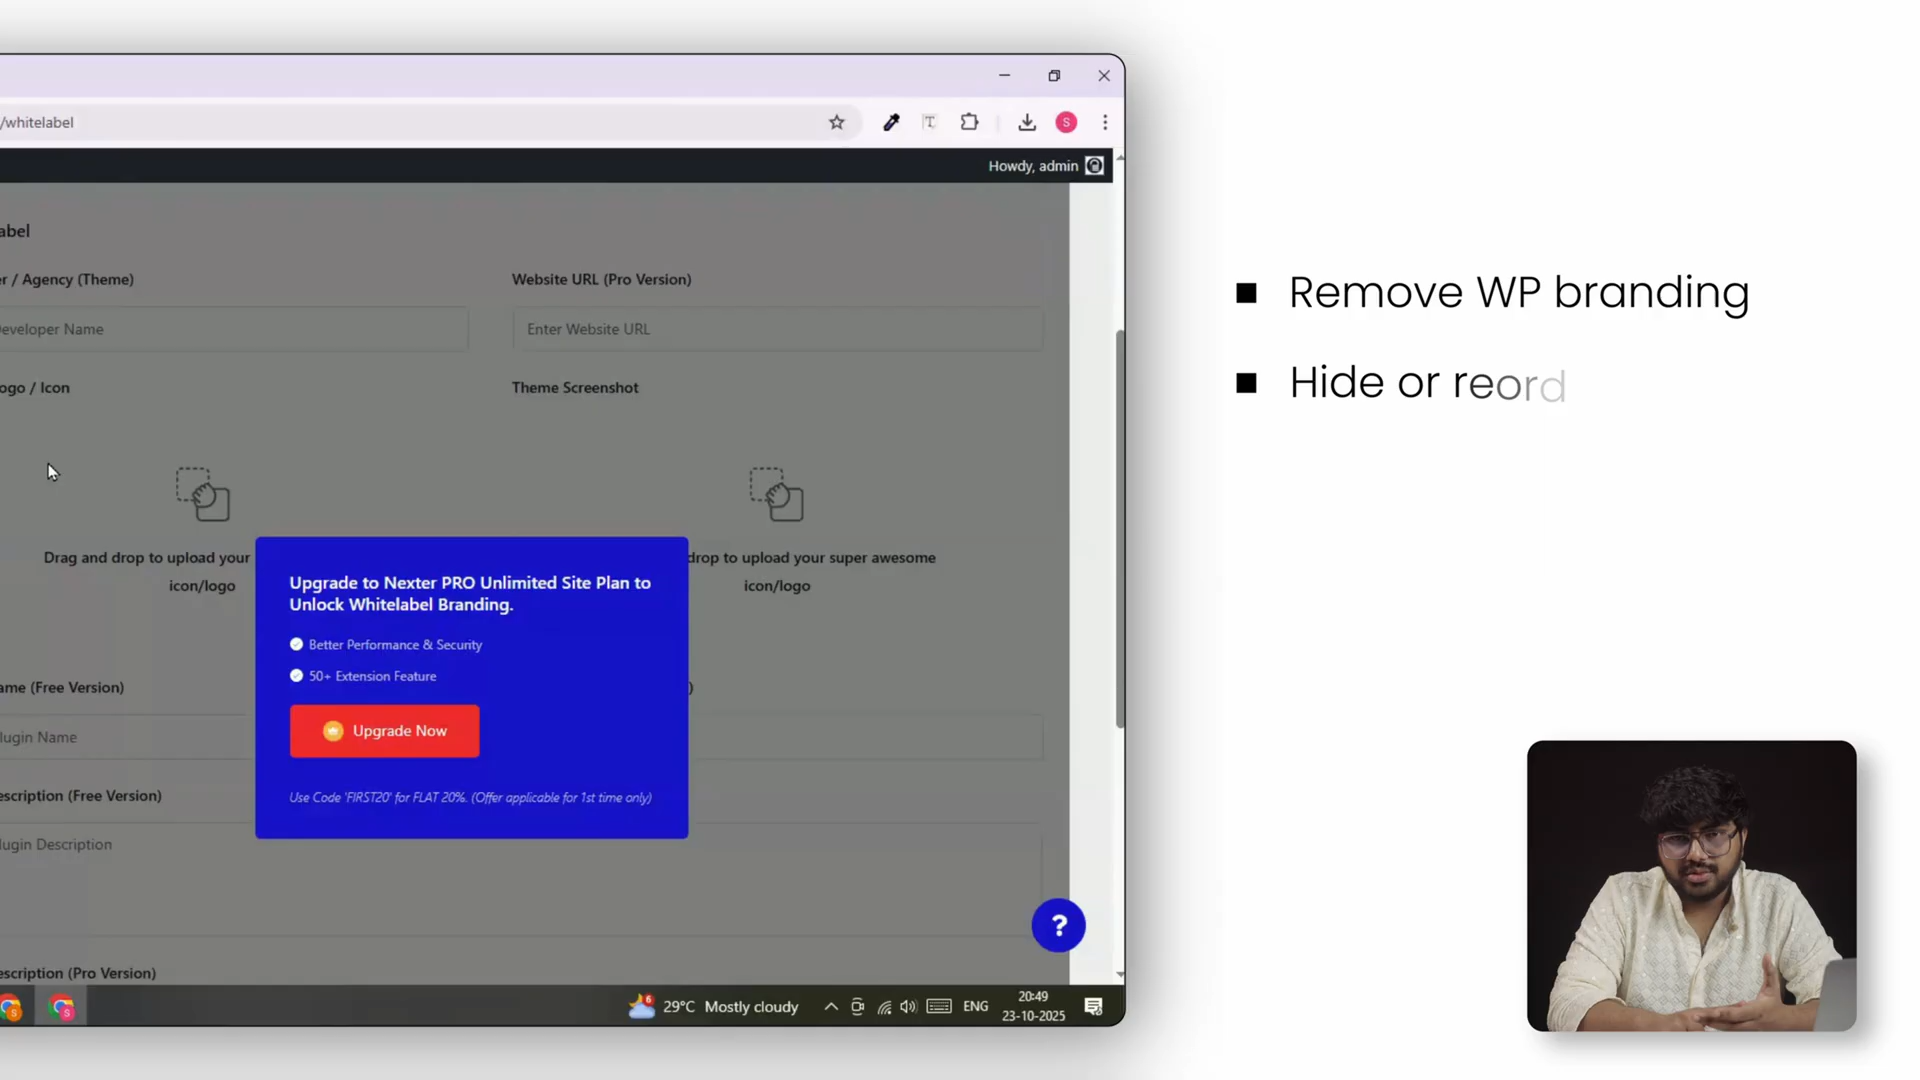 /whitelabel
S
Howdy, admin
abel
er / Agency (Theme)
Website URL (Pro Version)
Developer Name
Enter Website URL
ogo / Icon
Theme Screenshot
Drag and drop to upload your
icon/logo
drop to upload your super awesome
icon/logo
Upgrade to Nexter PRO Unlimited Site Plan to
Unlock Whitelabel Branding.
Better Performance & Security
50+ Extension Feature
Upgrade Now
Use Code 'FIRST20' for FLAT 20%. (Offer applicable for 1st time only)
ame (Free Version)
)
lugin Name
escription (Free Version)
lugin Description
?
escription (Pro Version)
S
S
6
29°C Mostly cloudy
ENG
20:49
23-10-2025
Remove WP branding
Hide or reord